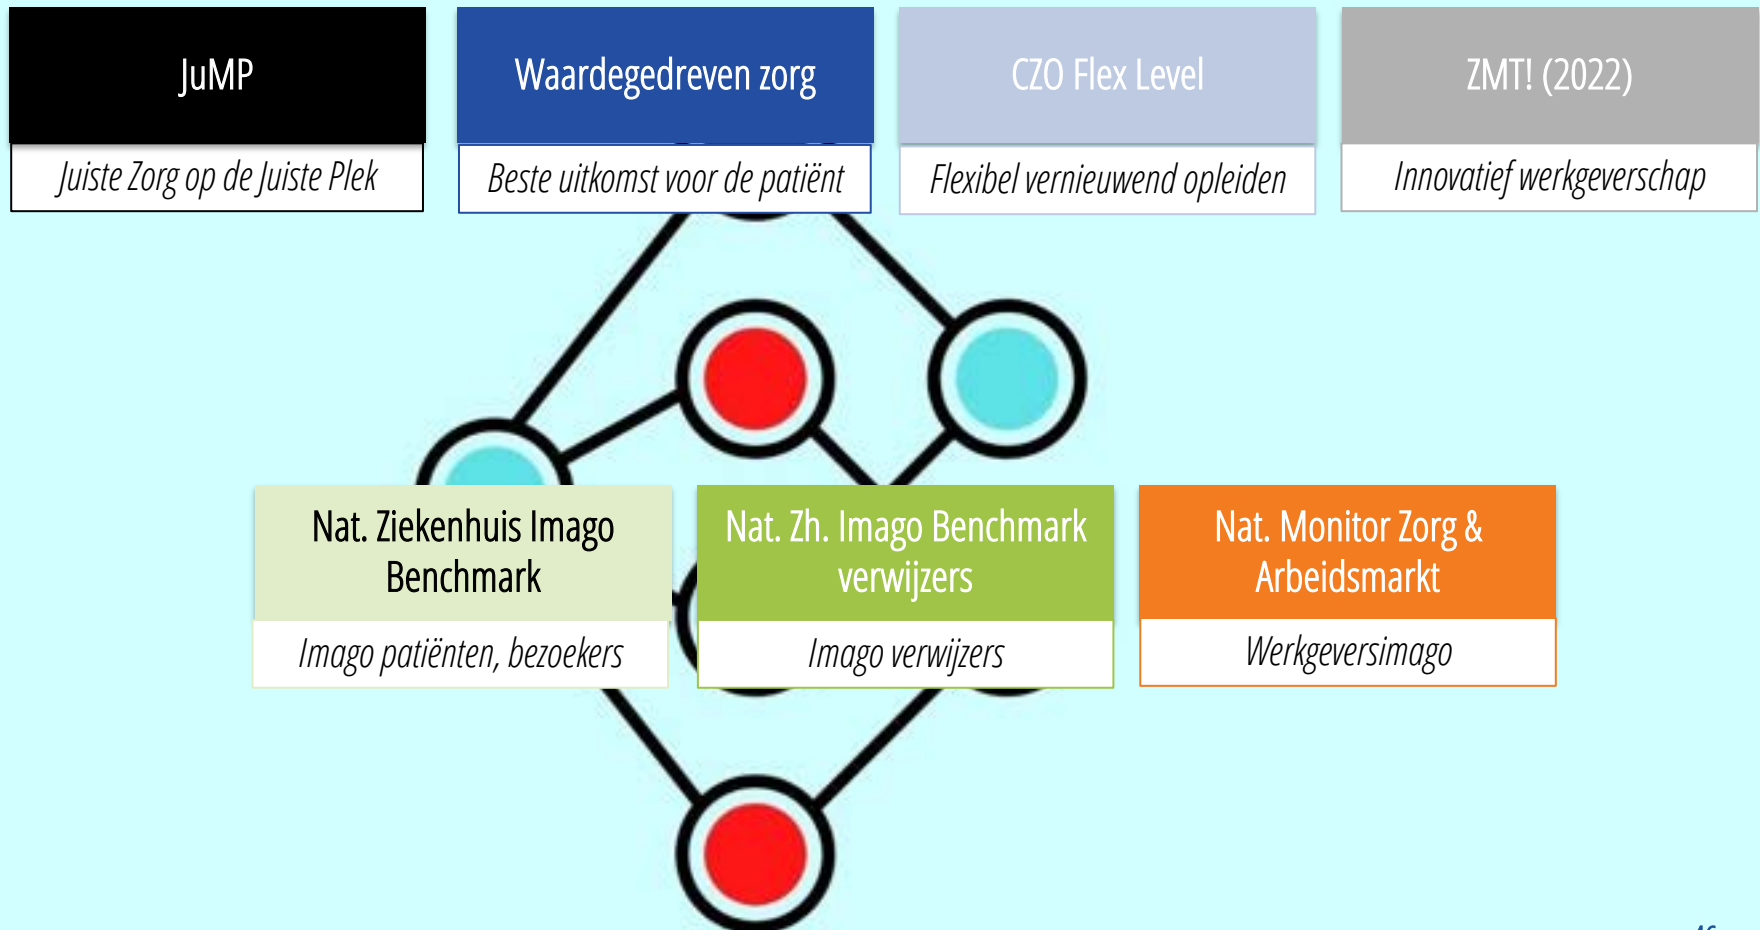 JuMP
Juiste Zorg op de Juiste Plek
Waardegedreven zorg
Beste uitkomst voor de patiënt
CZO Flex Level
Flexibel vernieuwend opleiden
ZMT! (2022)
Innovatief werkgeverschap
Nat. Ziekenhuis Imago
Benchmark
Imago patiënten, bezoekers
Nat. Zh. Imago Benchmark
verwijzers
Imago verwijzers
Nat. Monitor Zorg &
Arbeidsmarkt
Werkgeversimago